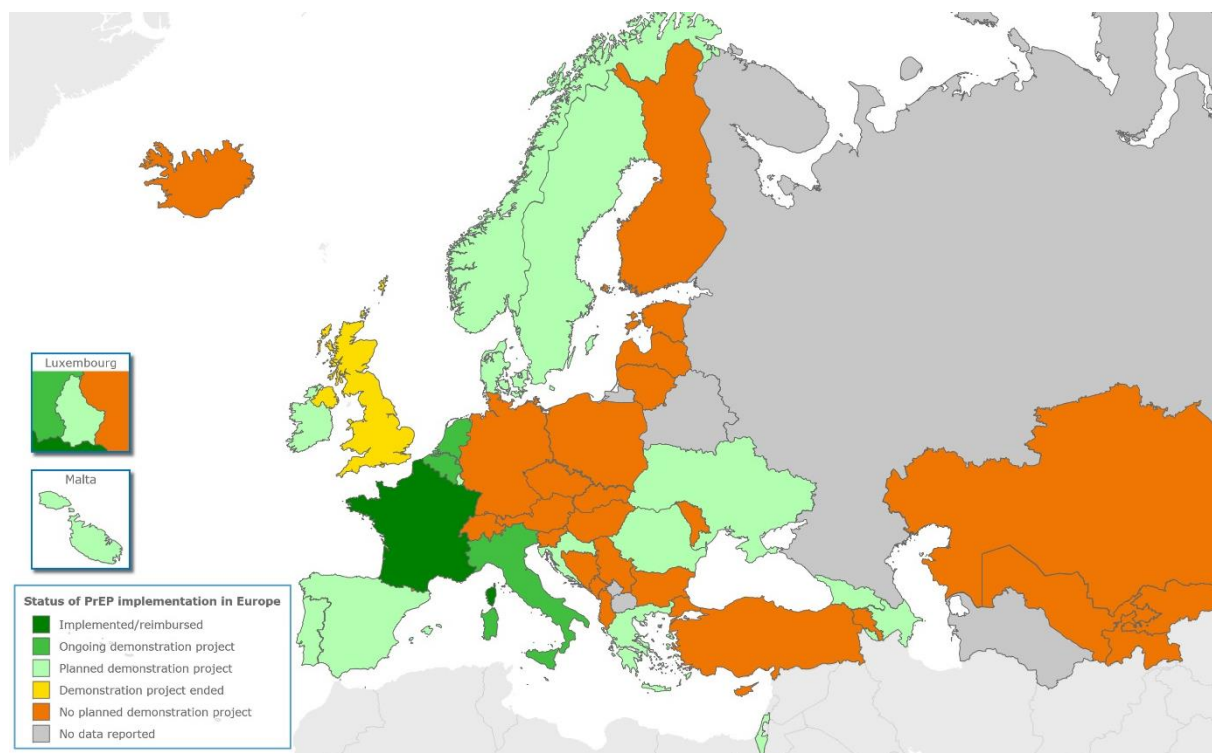 Luxembourg
Malta
Status of PrEP implementation in Europe
Implemented/reimbursed
Ongoing demonstration project
Planned demonstration project
Demonstration project ended
No planned demonstration project
No data reported